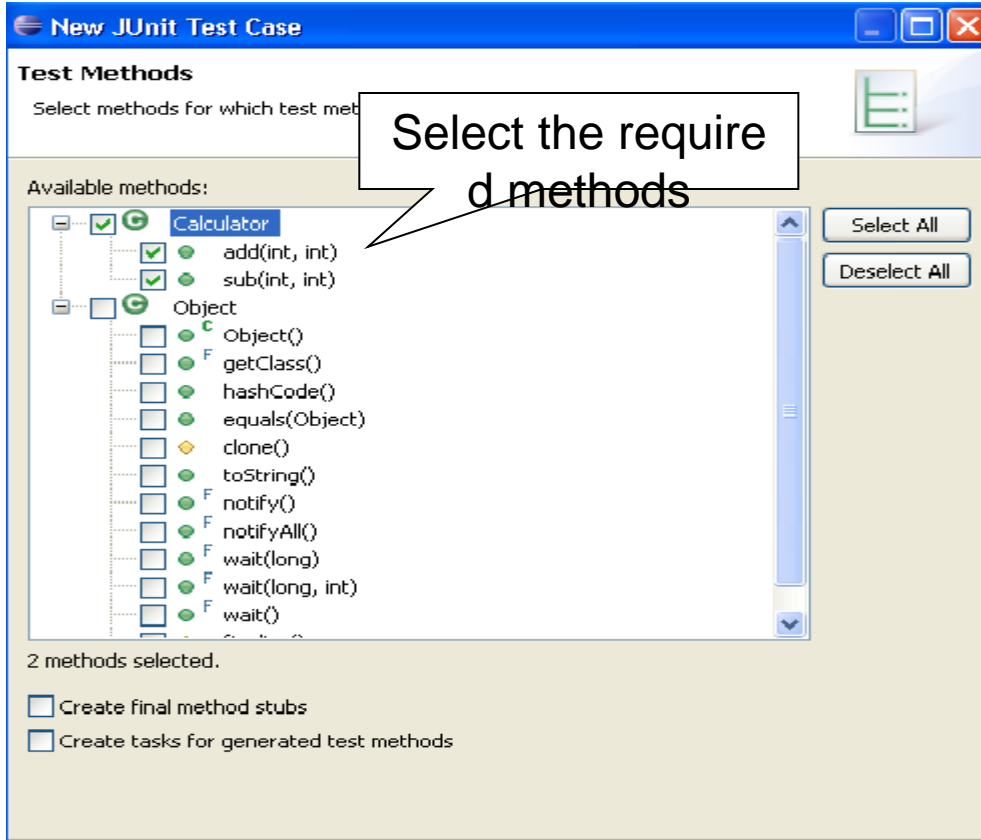 New JUnit Test Case
Test Methods
Select methods for which test met
Select the require
d methods
Available methods:
Calculator
add(int, int)
sub(int, int)
Object
C Object()
F getClass()
hashCode()
equals(Object)
clone()
toString()
F notify()
F notifyAll()
F wait(long)
F wait(long, int)
F wait()
Select All
Deselect All
2 methods selected.
Create final method stubs
Create tasks for generated test methods